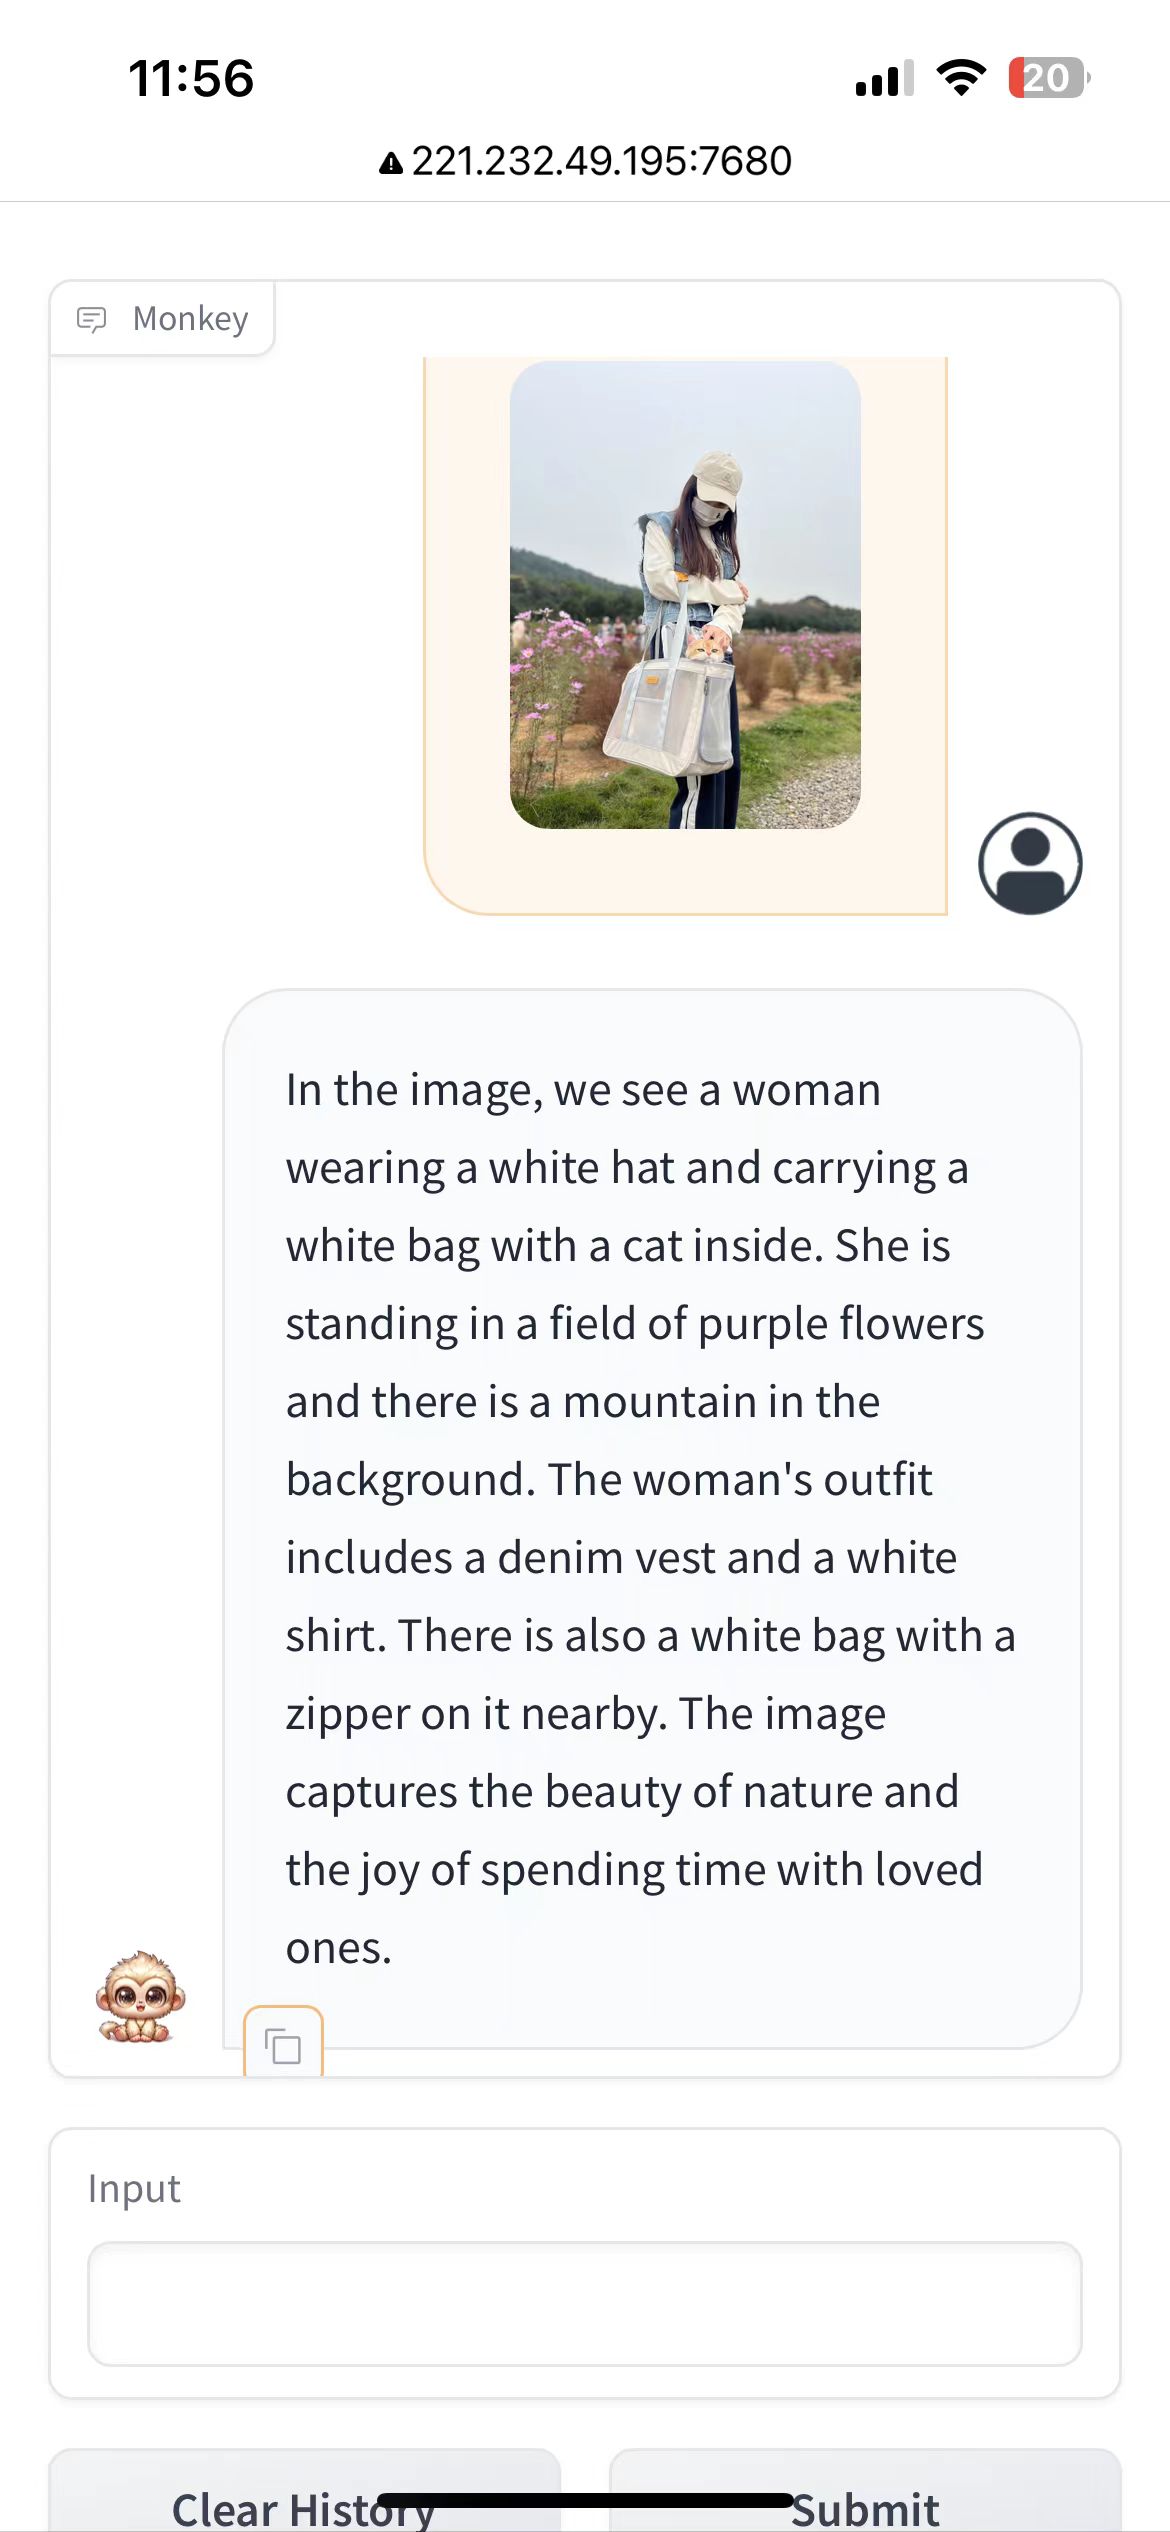 11:56
20
221.232.49.195:7680
Monkey
In the image, we see a woman
wearing a white hat and carrying a
white bag with a cat inside. She is
standing in a field of purple flowers
and there is a mountain in the
background. The woman's outfit
includes a denim vest and a white
shirt. There is also a white bag with a
zipper on it nearby. The image
captures the beauty of nature and
the joy of spending time with loved
ones.
Input
Clear History
Submit